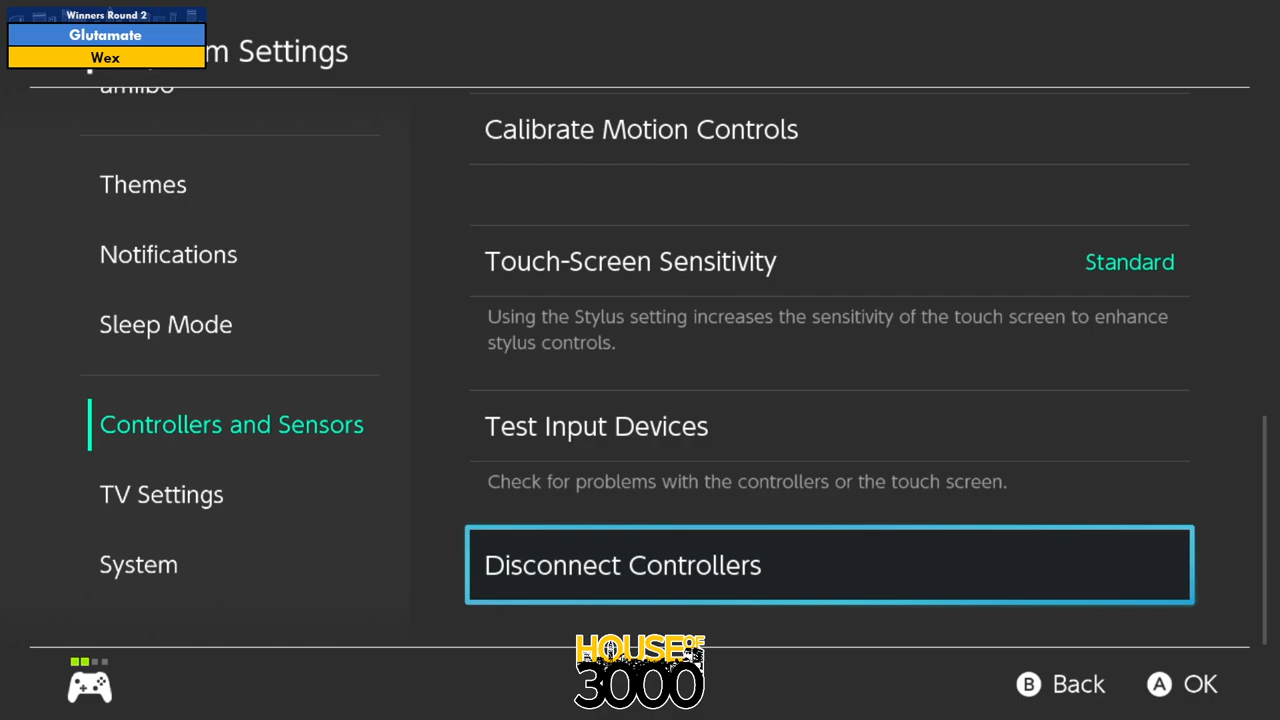 Winners Round 2
Glutamate
Wex
m Settings
amiibo
Themes
Notifications
Sleep Mode
Controllers and Sensors
TV Settings
System
Calibrate Motion Controls
Touch-Screen Sensitivity Standard
Using the Stylus setting increases the sensitivity of the touch screen to enhance
stylus controls.
Test Input Devices
Check for problems with the controllers or the touch screen.
Disconnect Controllers
HOUSE OF
3000
B Back A OK